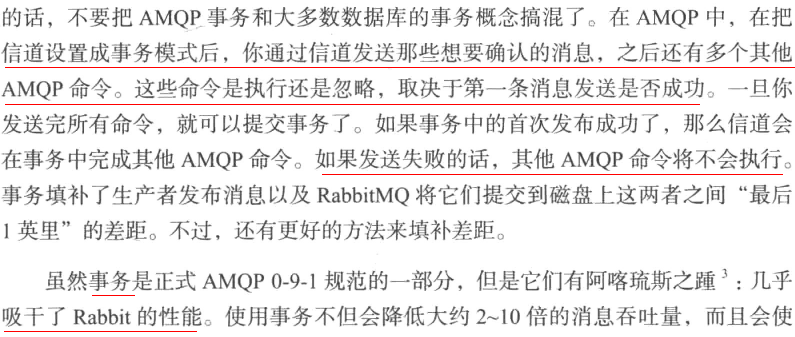 的话，不要把 AMQP 事务和大多数数据库的事务概念搞混了。在 AMQP 中，在把
信道设置成事务模式后，你通过信道发送那些想要确认的消息，之后还有多个其他
AMQP 命令。这些命令是执行还是忽略，取决于第一条消息发送是否成功。一旦你
发送完所有命令，就可以提交事务了。如果事务中的首次发布成功了，那么信道会
在事务中完成其他 AMQP 命令。如果发送失败的话，其他 AMQP 命令将不会执行。
事务填补了生产者发布消息以及 RabbitMQ 将它们提交到磁盘上这两者之间“最后
1 英里”的差距。不过，还有更好的方法来填补差距。
虽然事务是正式 AMQP 0-9-1 规范的一部分，但是它们有阿喀琉斯之踵 3：几乎
吸干了 Rabbit 的性能。使用事务不但会降低大约 2~10 倍的消息吞吐量，而且会使